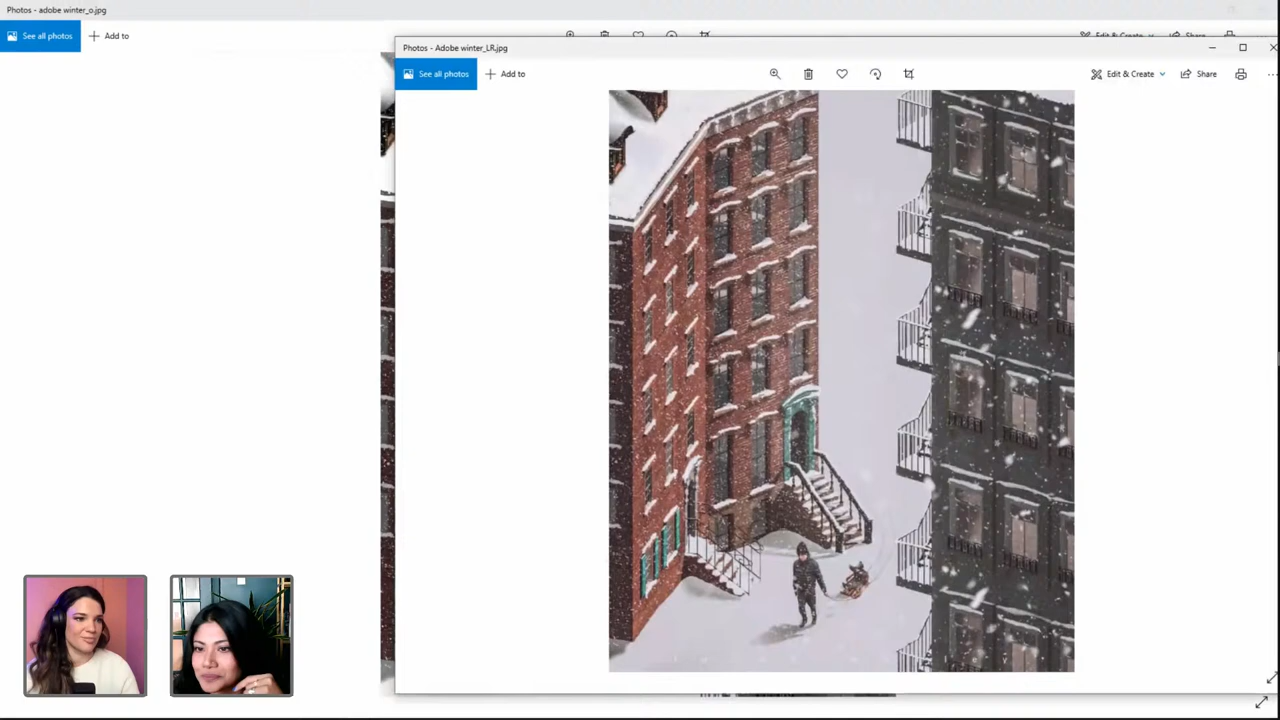 Photos - adobe winter_o.jpg
See all photos
Add to
Photos - Adobe winter_LR.jpg
See all photos
Add to
Edit & Create
Share